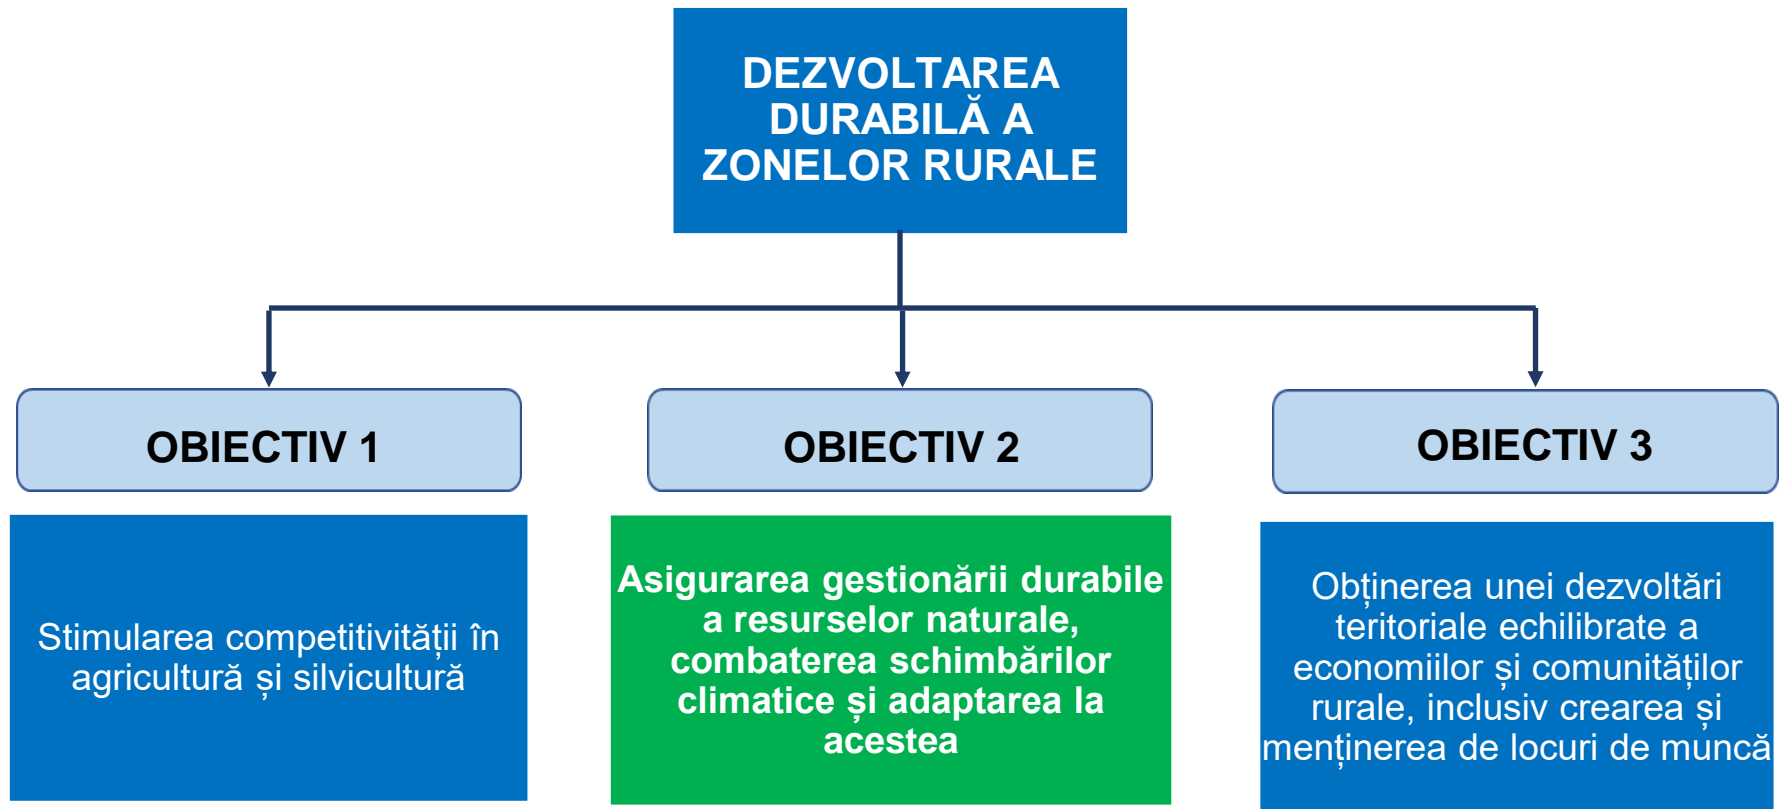 DEZVOLTAREA
DURABILĂ A
ZONELOR RURALE
OBIECTIV 1
OBIECTIV 2
OBIECTIV 3
Stimularea competitivității în
agricultură și silvicultură
Asigurarea gestionării durabile
a resurselor naturale,
combaterea schimbărilor
climatice și adaptarea la
acestea
Obținerea unei dezvoltări
teritoriale echilibrate a
economiilor și comunităților
rurale, inclusiv crearea și
menținerea de locuri de muncă